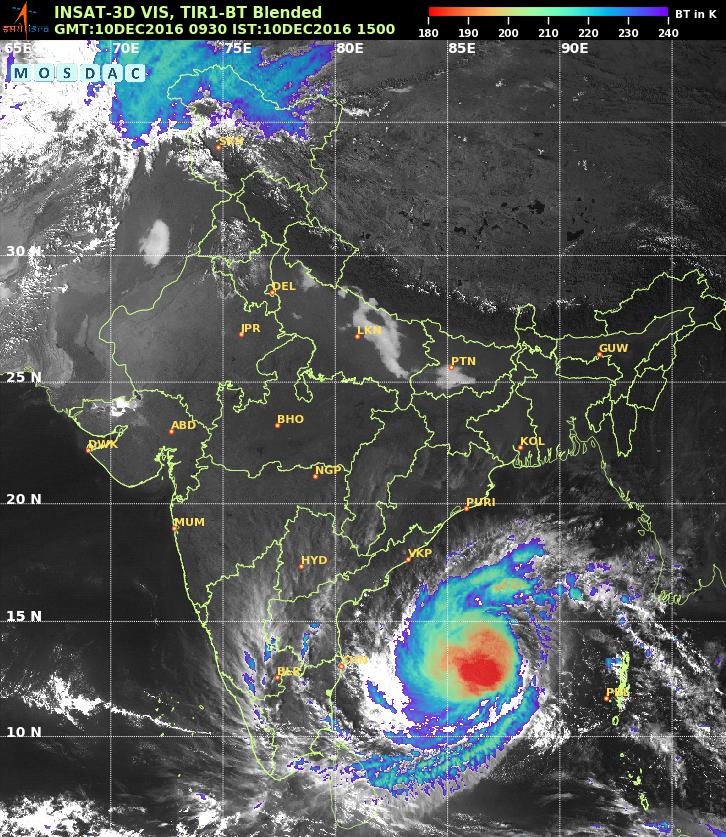 INSAT-3D VIS, TIR1-BT Blended
GMT:10DEC2016 0930 IST:10DEC2016 1500
BT in K
180 190 200 210 220 230 240
65E 70E 75E 80E 85E 90E
MOSDAC
30 N
DEL
JPR
LKN
GUW
PTN
25 N
ABD
BHO
DWK
KOL
NGP
20 N
PURI
MUM
VKP
HYD
15 N
BLR
10 N